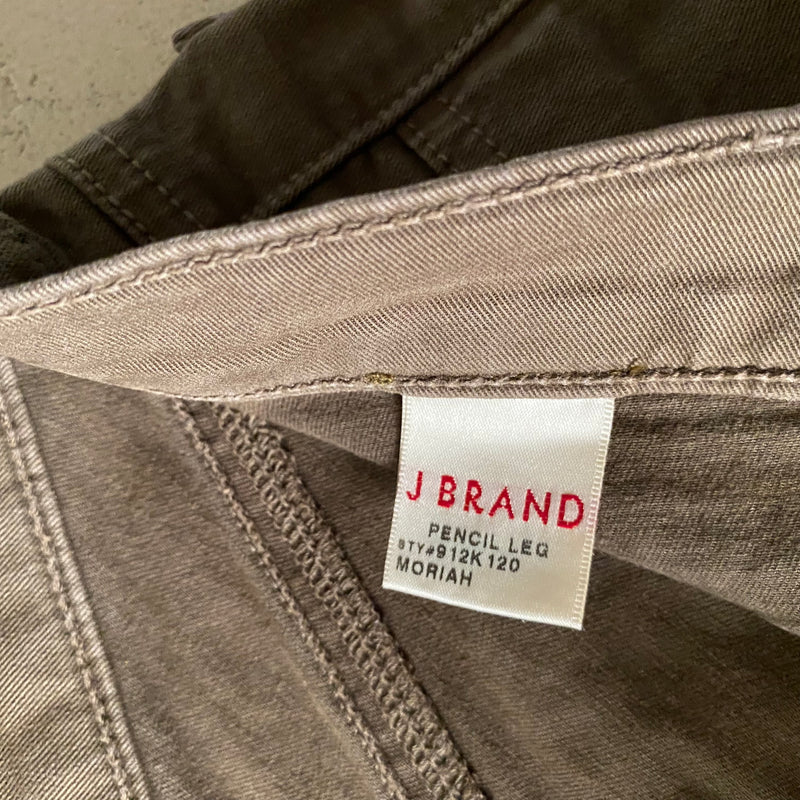 J BRAND
PENCIL LEG
STY#912K120
MORIAH